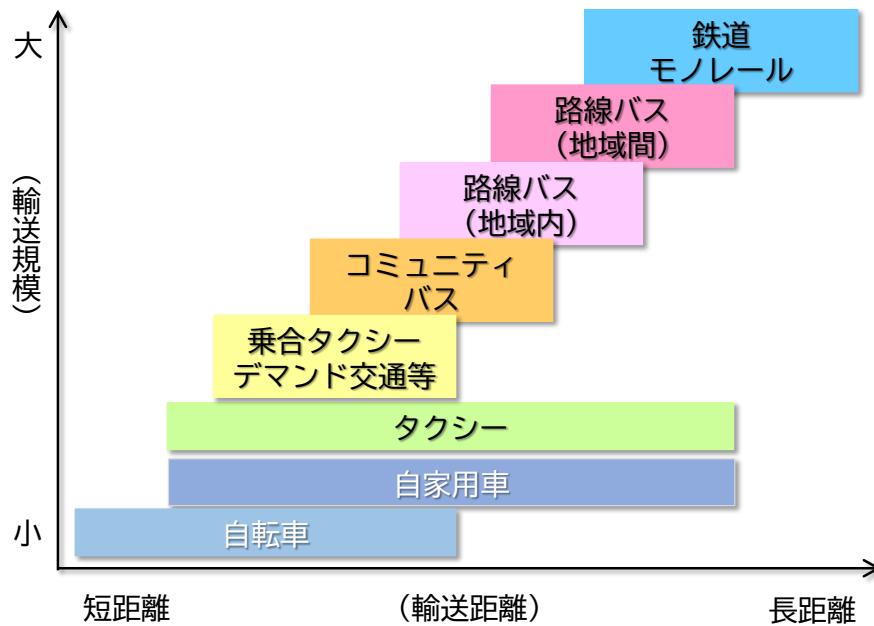 大
鉄道
モノレール
路線バス
（地域間）
路線バス
（地域内）
（輸送規模）
コミュニティ
バス
乗合タクシー
デマンド交通等
タクシー
自家用車
小
自転車
短距離
（輸送距離）
長距離